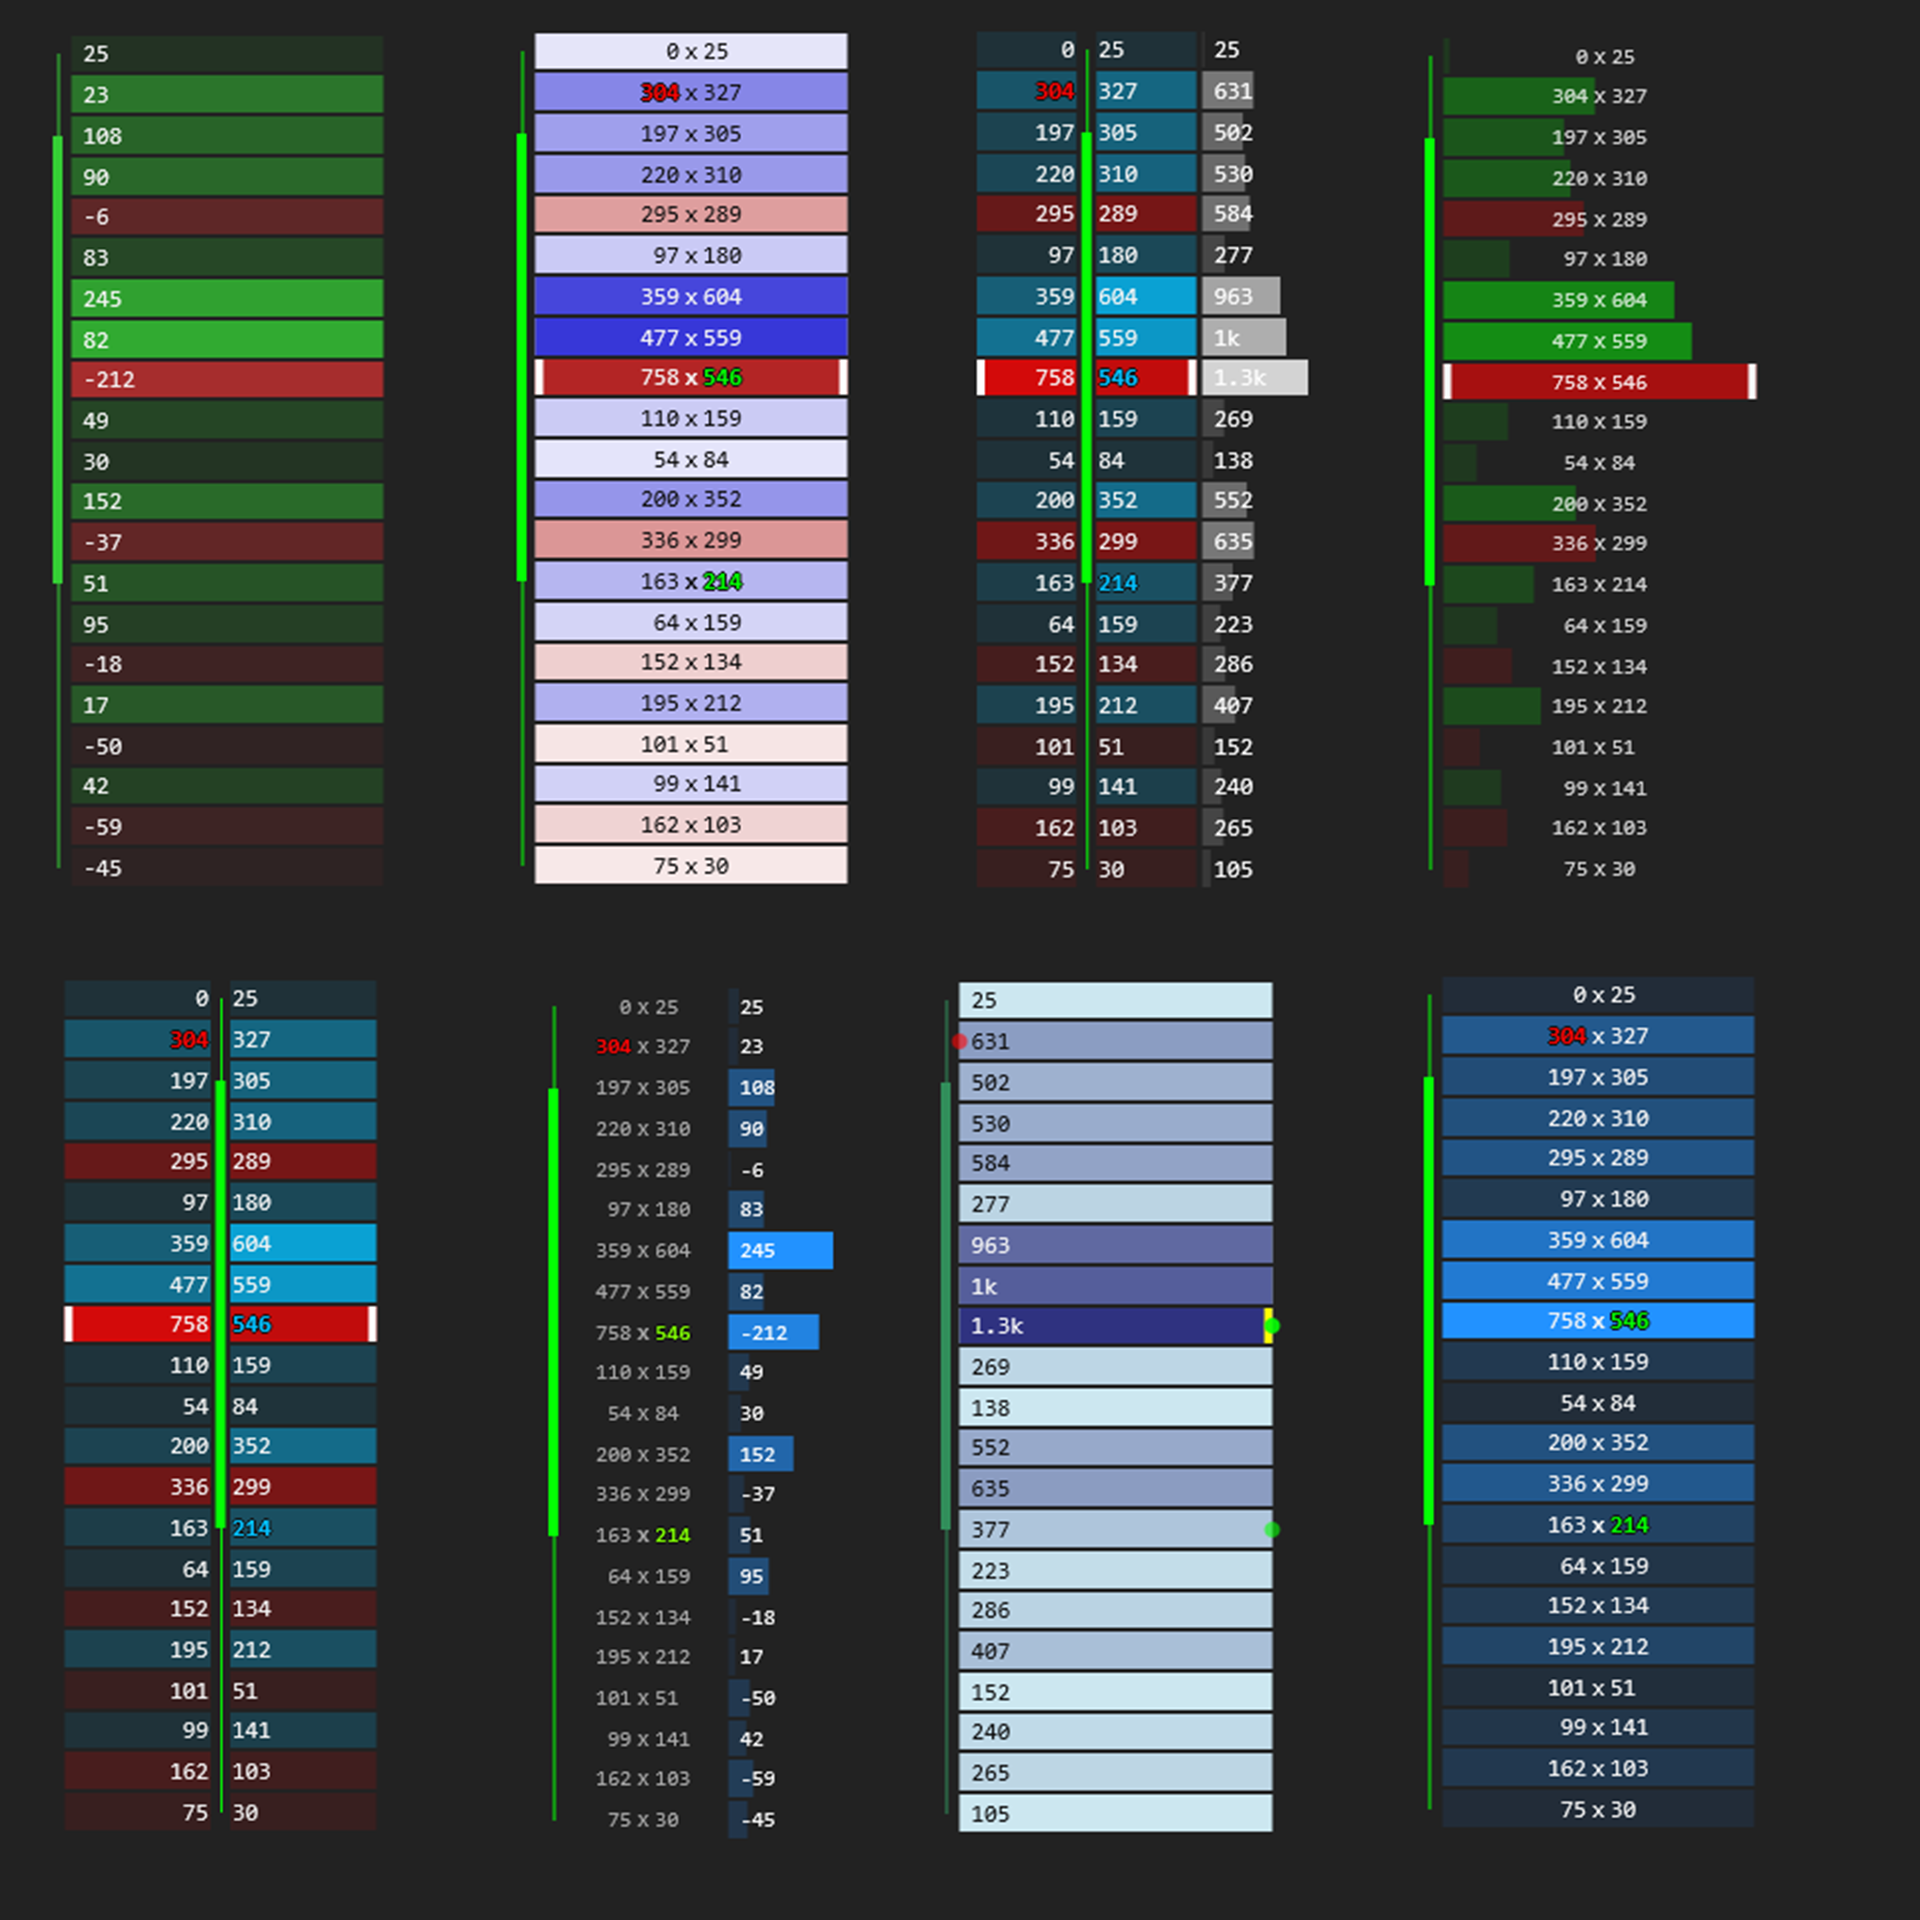 25
23
108
90
-6
83
245
82
-212
49
30
152
-37
51
95
-18
17
-50
42
-59
-45
0 x 25
304 x 327
197 x 305
220 x 310
295 x 289
97 x 180
359 x 604
477 x 559
758 x 546
110 x 159
54 x 84
200 x 352
336 x 299
163 x 214
64 x 159
152 x 134
195 x 212
101 x 51
99 x 141
162 x 103
75 x 30
0 25 25
304 327 631
197 305 502
220 310 530
295 289 584
97 180 277
359 604 963
477 559 1k
758 546 1.3k
110 159 269
54 84 138
200 352 552
336 299 635
163 214 377
64 159 223
152 134 286
195 212 407
101 51 152
99 141 240
162 103 265
75 30 105
0 x 25
304 x 327
197 x 305
220 x 310
295 x 289
97 x 180
359 x 604
477 x 559
758 x 546
110 x 159
54 x 84
200 x 352
336 x 299
163 x 214
64 x 159
152 x 134
195 x 212
101 x 51
99 x 141
162 x 103
75 x 30
0 25
304 327
197 305
220 310
295 289
97 180
359 604
477 559
758 546
110 159
54 84
200 352
336 299
163 214
64 159
152 134
195 212
101 51
99 141
162 103
75 30
0 x 25 25
304 x 327 23
197 x 305 108
220 x 310 90
295 x 289 -6
97 x 180 83
359 x 604 245
477 x 559 82
758 x 546 -212
110 x 159 49
54 x 84 30
200 x 352 152
336 x 299 -37
163 x 214 51
64 x 159 95
152 x 134 -18
195 x 212 17
101 x 51 -50
99 x 141 42
162 x 103 -59
75 x 30 -45
25
631
502
530
584
277
963
1k
1.3k
269
138
552
635
377
223
286
407
152
240
265
105
0 x 25
304 x 327
197 x 305
220 x 310
295 x 289
97 x 180
359 x 604
477 x 559
758 x 546
110 x 159
54 x 84
200 x 352
336 x 299
163 x 214
64 x 159
152 x 134
195 x 212
101 x 51
99 x 141
162 x 103
75 x 30